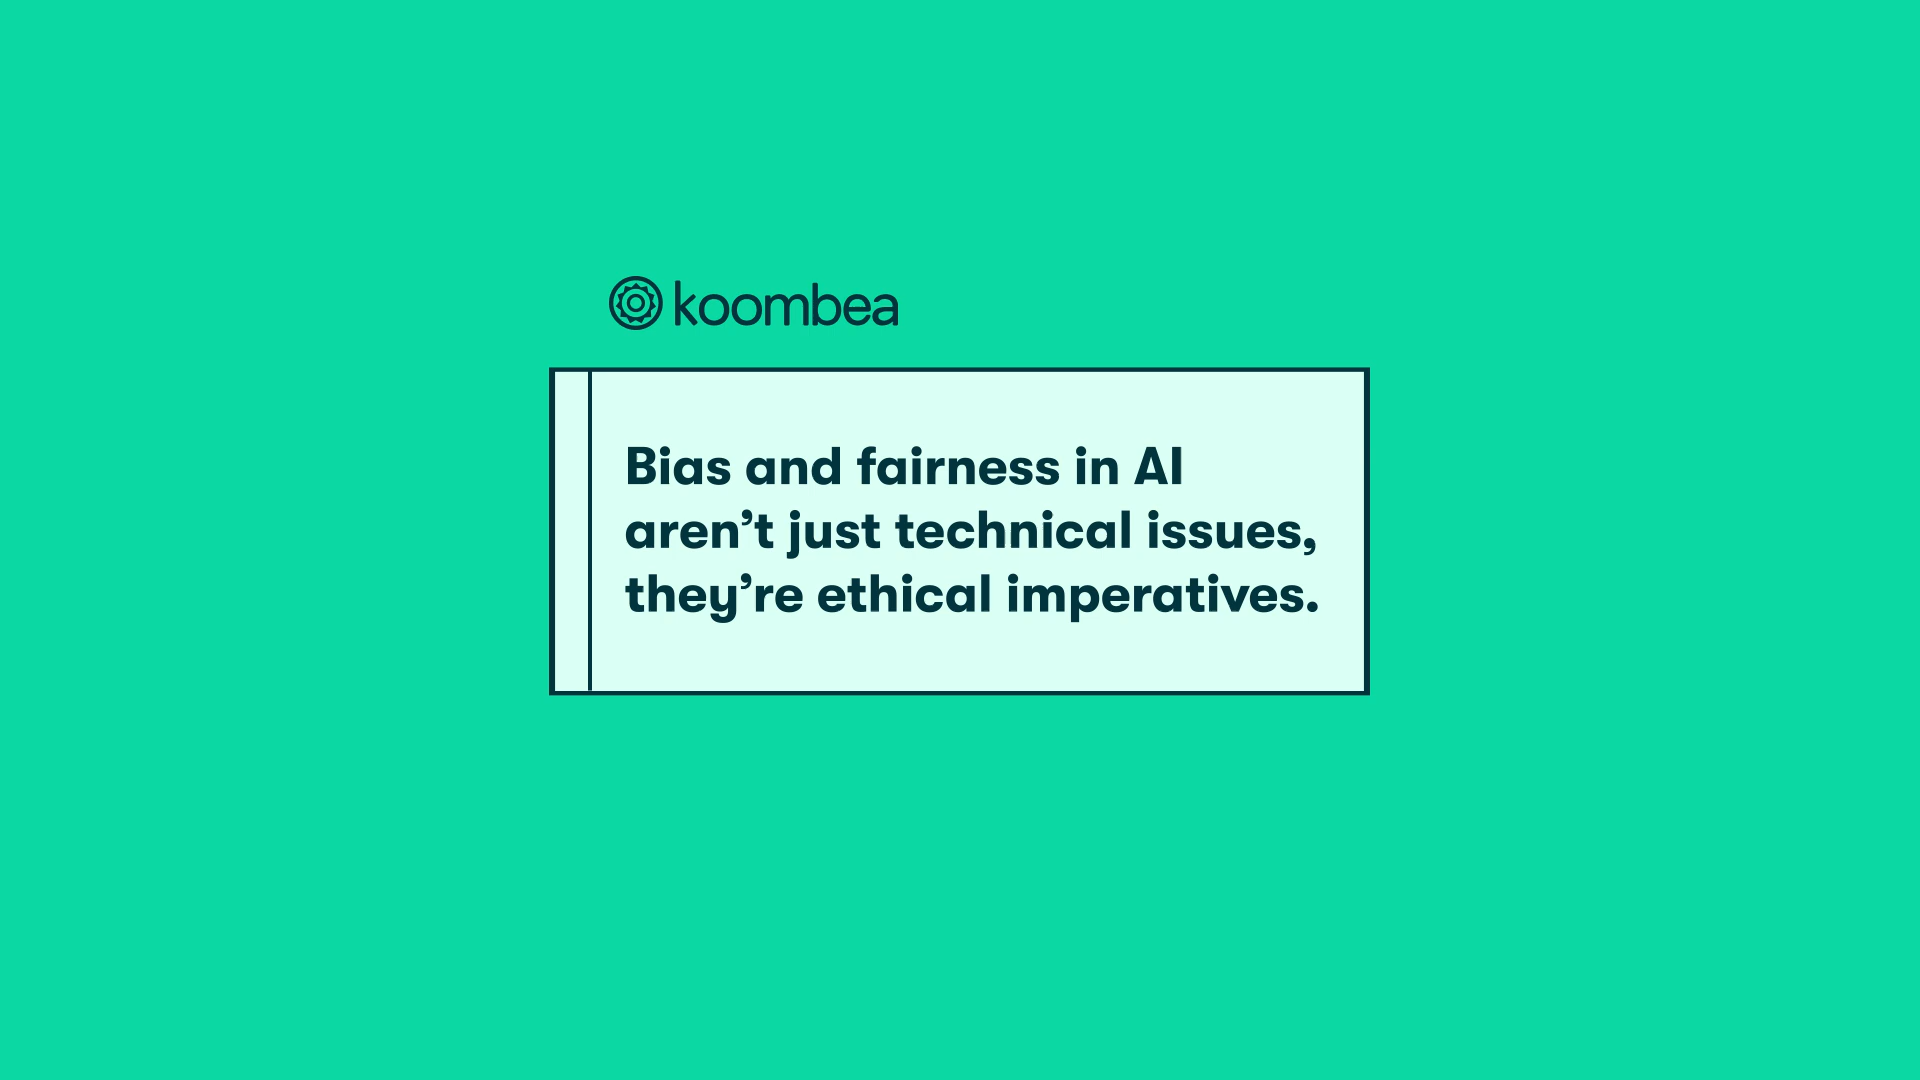 koombea
Bias and fairness in AI
aren’t just technical issues,
they’re ethical imperatives.